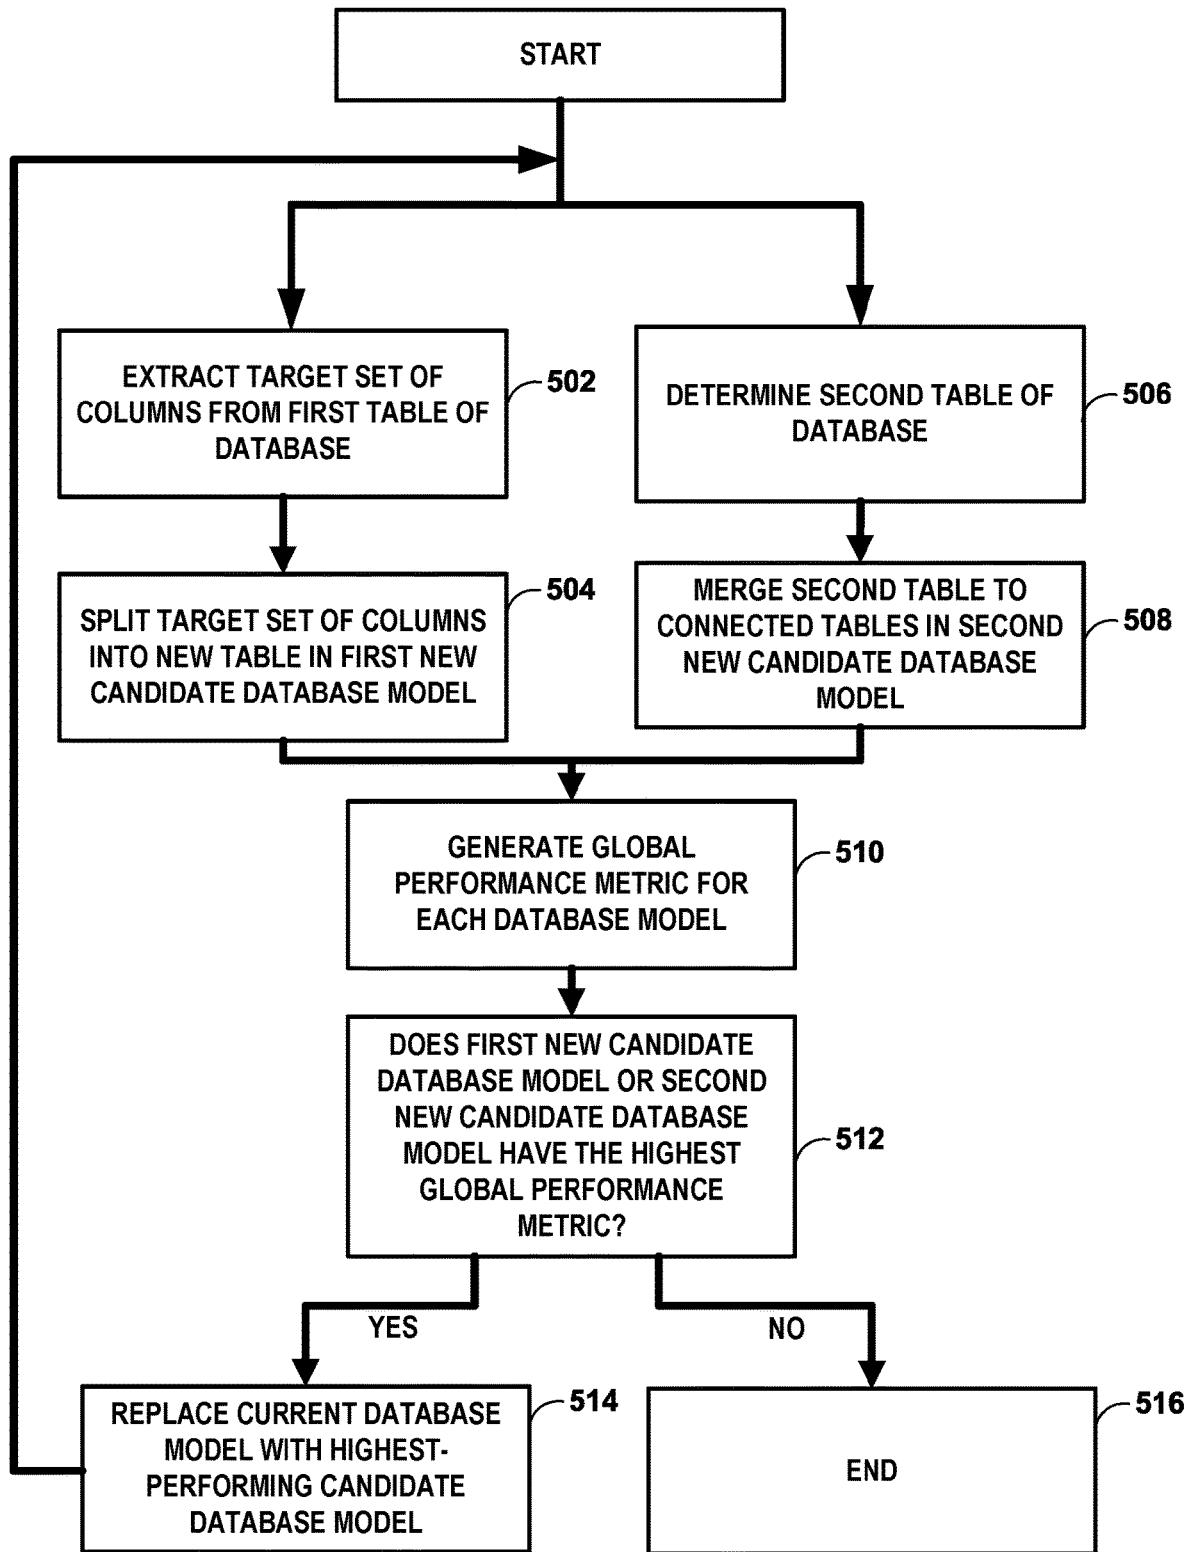 START
EXTRACT TARGET SET OF
COLUMNS FROM FIRST TABLE OF
DATABASE
502
DETERMINE SECOND TABLE OF
DATABASE
506
SPLIT TARGET SET OF COLUMNS
INTO NEW TABLE IN FIRST NEW
CANDIDATE DATABASE MODEL
504
MERGE SECOND TABLE TO
CONNECTED TABLES IN SECOND
NEW CANDIDATE DATABASE
MODEL
508
GENERATE GLOBAL
PERFORMANCE METRIC FOR
EACH DATABASE MODEL
510
DOES FIRST NEW CANDIDATE
DATABASE MODEL OR SECOND
NEW CANDIDATE DATABASE
MODEL HAVE THE HIGHEST
GLOBAL PERFORMANCE
METRIC?
512
YES
NO
REPLACE CURRENT DATABASE
MODEL WITH HIGHEST-
PERFORMING CANDIDATE
DATABASE MODEL
514
END
516